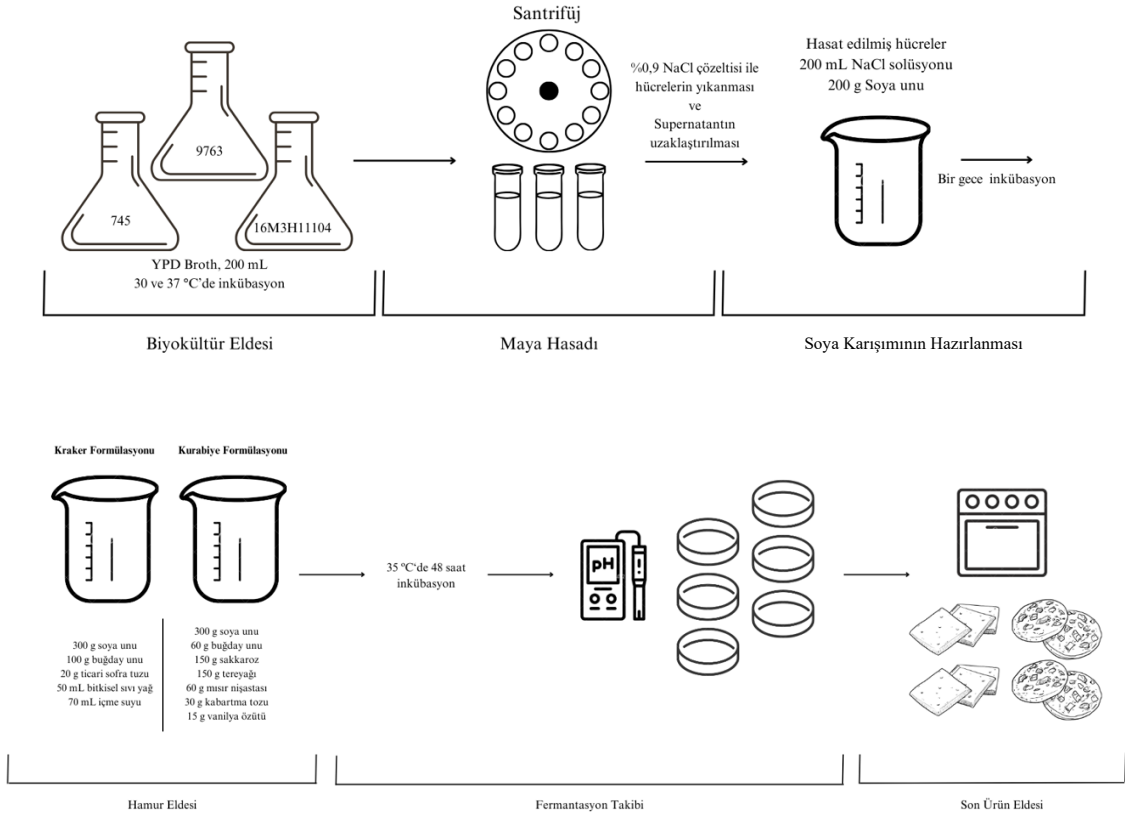 Santrifüj
9763
745
16M3H11104
YPD Broth, 200 mL
30 ve 37 °C’de inkübasyon
%0,9 NaCl çözeltisi ile
hücrelerin yıkanması
ve
Supernatantın
uzaklaştırılması
Hasat edilmiş hücreler
200 mL NaCl solüsyonu
200 g Soya unu
Bir gece inkübasyon
Biyokültür Eldesi
Maya Hasadı
Soya Karışımının Hazırlanması
Kraker Formülasyonu
Kurabiye Formülasyonu
300 g soya unu
100 g buğday unu
20 g ticari sofra tuzu
50 mL bitkisel sıvı yağ
70 mL içme suyu
300 g soya unu
60 g buğday unu
150 g sakkaroz
150 g tereyağı
60 g mısır nişastası
30 g kabartma tozu
15 g vanilya özütü
35 °C‘de 48 saat
inkübasyon
pH
Hamur Eldesi
Fermantasyon Takibi
Son Ürün Eldesi